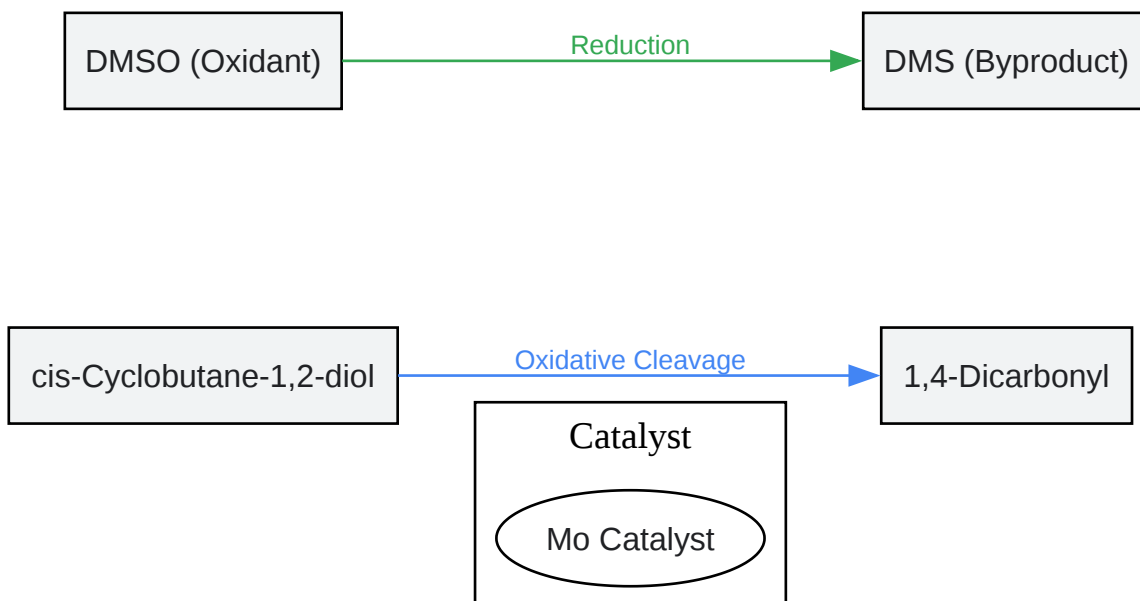 DMSO (Oxidant)
Reduction
DMS (Byproduct)
cis-Cyclobutane-1,2-diol
Oxidative Cleavage
1,4-Dicarbonyl
Catalyst
Mo Catalyst